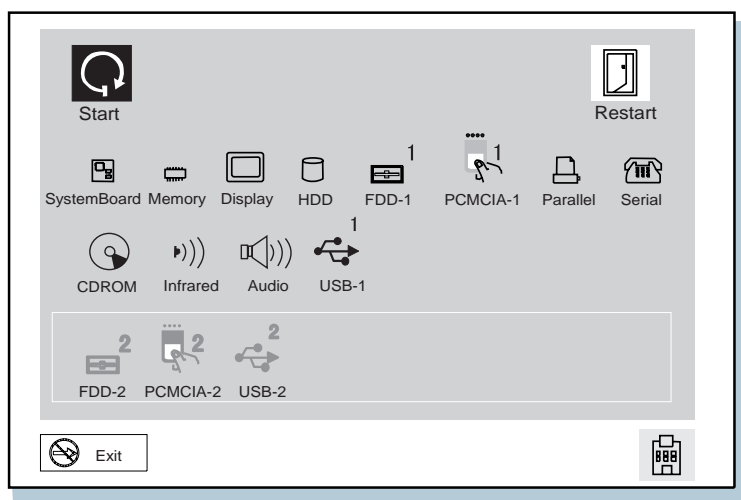 Start Restart
1 1
SystemBoard Memory Display HDD FDD-1 PCMCIA-1 Parallel Serial
1
CDROM Infrared Audio USB-1
2 2 2
FDD-2 PCMCIA-2 USB-2
Exit